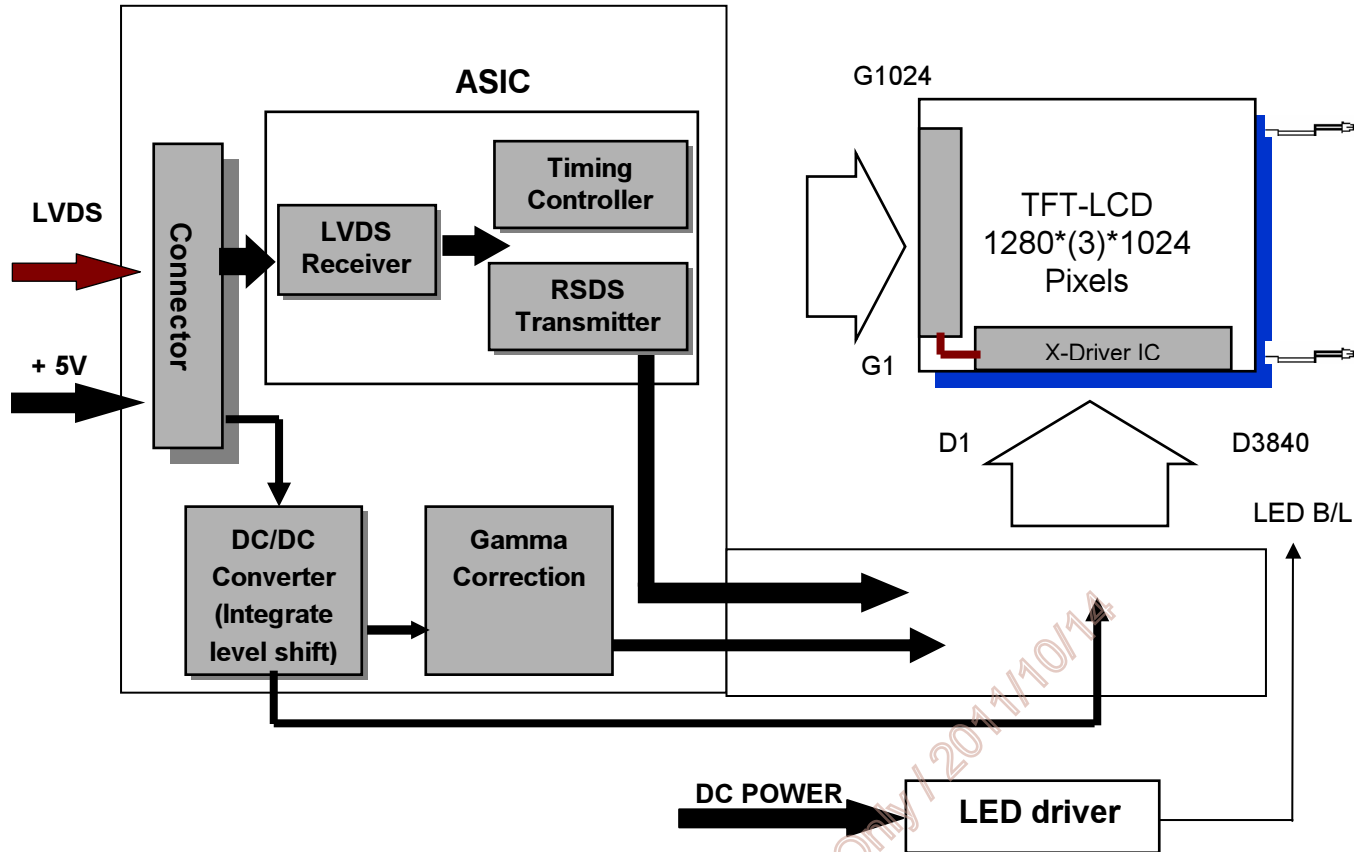 ASIC
LVDS
+ 5V
Connector
LVDS
Receiver
Timing
Controller
RSDS
Transmitter
DC/DC
Converter
(Integrate
level shift)
Gamma
Correction
G1024
G1
TFT-LCD
1280*(3)*1024
Pixels
X-Driver IC
D1
D3840
LED B/L
DC POWER
LED driver
Only / 2011/10/14